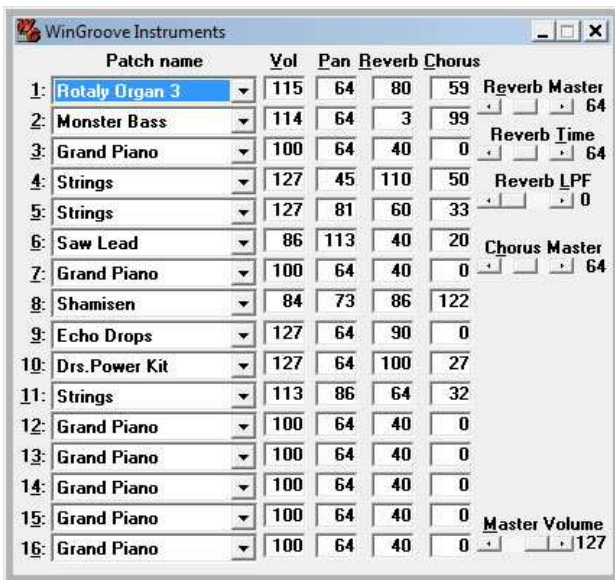 WinGroove Instruments
Patch name Vol Pan Reverb Chorus
1: Rotaly Organ 3 115 64 80 59 Reverb Master
64
2: Monster Bass 114 64 3 99 Reverb Time
3: Grand Piano 100 64 40 0 64
4: Strings 127 45 110 50 Reverb LPF
5: Strings 127 81 60 33 0
6: Saw Lead 86 113 40 20 Chorus Master
7: Grand Piano 100 64 40 0 64
8: Shamisen 84 73 86 122
9: Echo Drops 127 64 90 0
10: Drs.Power Kit 127 64 100 27
11: Strings 113 86 64 32
12: Grand Piano 100 64 40 0
13: Grand Piano 100 64 40 0
14: Grand Piano 100 64 40 0
15: Grand Piano 100 64 40 0 Master Volume
16: Grand Piano 100 64 40 0 127